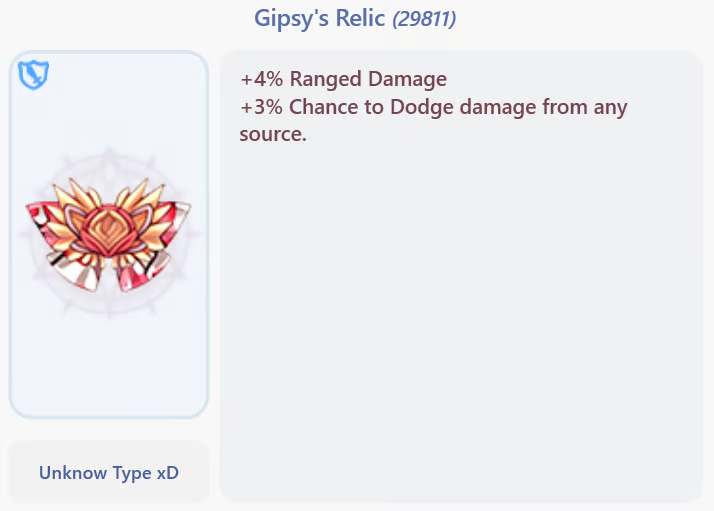 Gipsy's Relic (29811)
+4% Ranged Damage
+3% Chance to Dodge damage from any
source.
Unknow Type xD